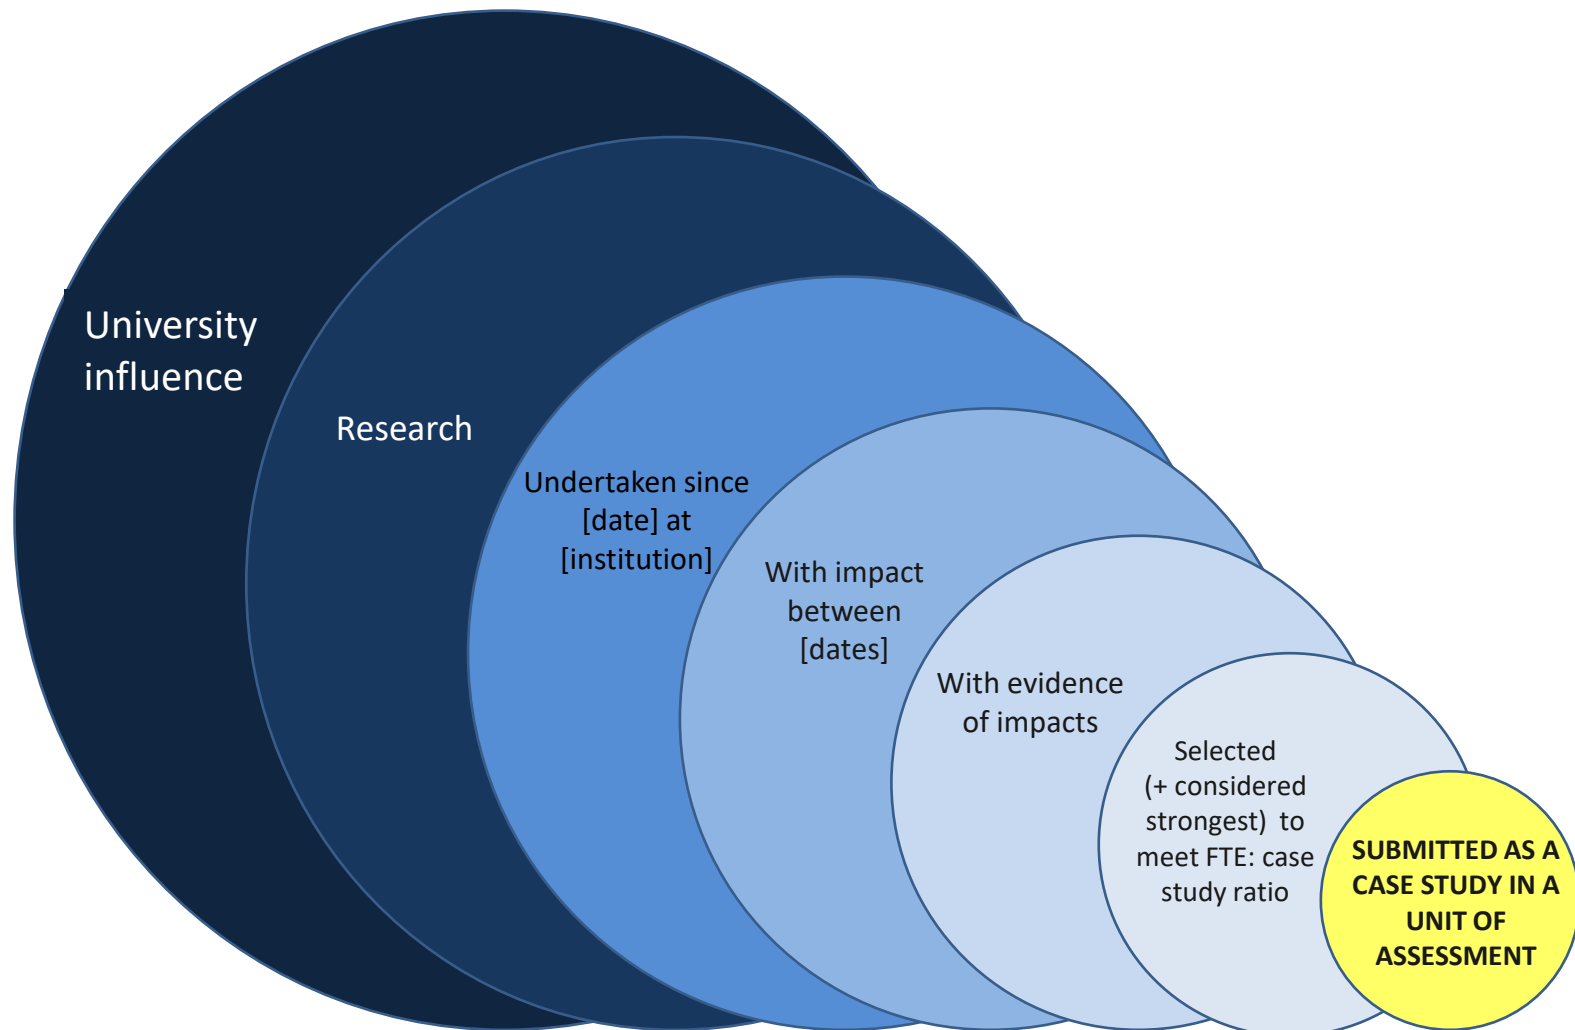 University
influence
Research
Undertaken since
[date] at
[institution]
With impact
between
[dates]
With evidence
of impacts
Selected
(+ considered
strongest) to
meet FTE: case
study ratio
SUBMITTED AS A
CASE STUDY IN A
UNIT OF
ASSESSMENT